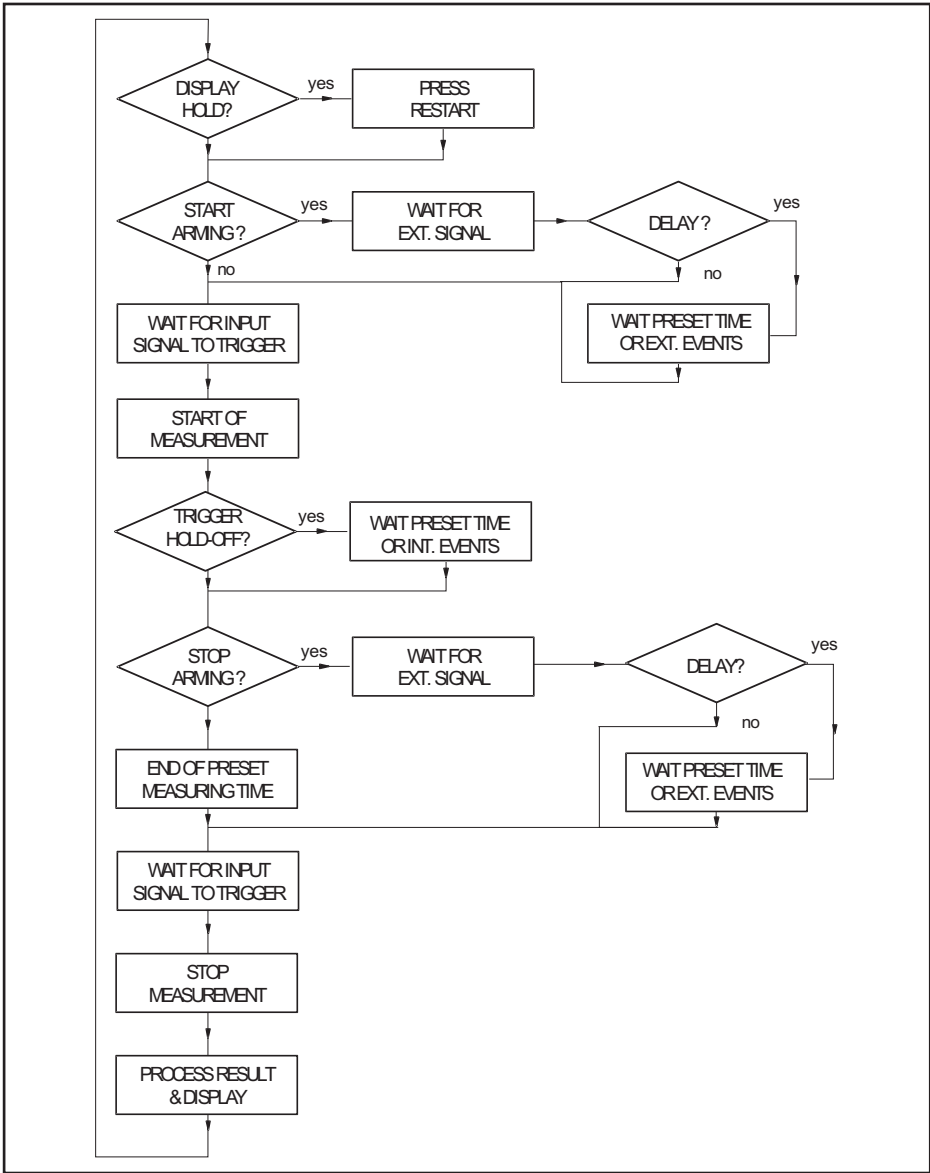 DISPLAY
HOLD?
yes
PRESS
RESTART
START
ARMING?
yes
WAIT FOR
EXT. SIGNAL
DELAY?
yes
no
no
WAIT FOR INPUT
SIGNAL TO TRIGGER
WAIT PRESET TIME
OR EXT. EVENTS
START OF
MEASUREMENT
TRIGGER
HOLD-OFF?
yes
WAIT PRESET TIME
OR INT. EVENTS
STOP
ARMING?
yes
WAIT FOR
EXT. SIGNAL
DELAY?
yes
no
END OF PRESET
MEASURING TIME
WAIT PRESET TIME
OR EXT. EVENTS
WAIT FOR INPUT
SIGNAL TO TRIGGER
STOP
MEASUREMENT
PROCESS RESULT
& DISPLAY